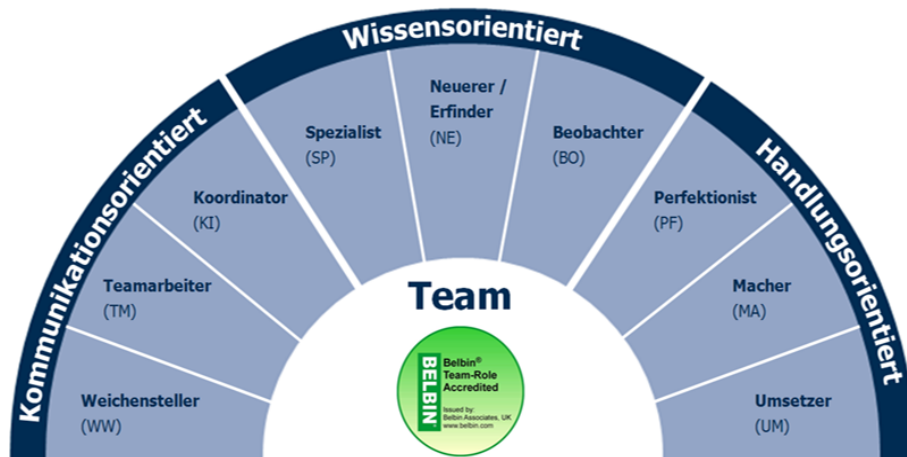 Wissensorientiert
Kommunikationsorientiert
Handlungsorientiert
Weichensteller
(WW)
Teamarbeiter
(TM)
Koordinator
(KI)
Spezialist
(SP)
Neuerer /
Erfinder
(NE)
Beobachter
(BO)
Perfektionist
(PF)
Macher
(MA)
Umsetzer
(UM)
Team
BELBIN
Belbin®
Team-Role
Accredited
Issued by:
Belbin Associates, UK
www.belbin.com